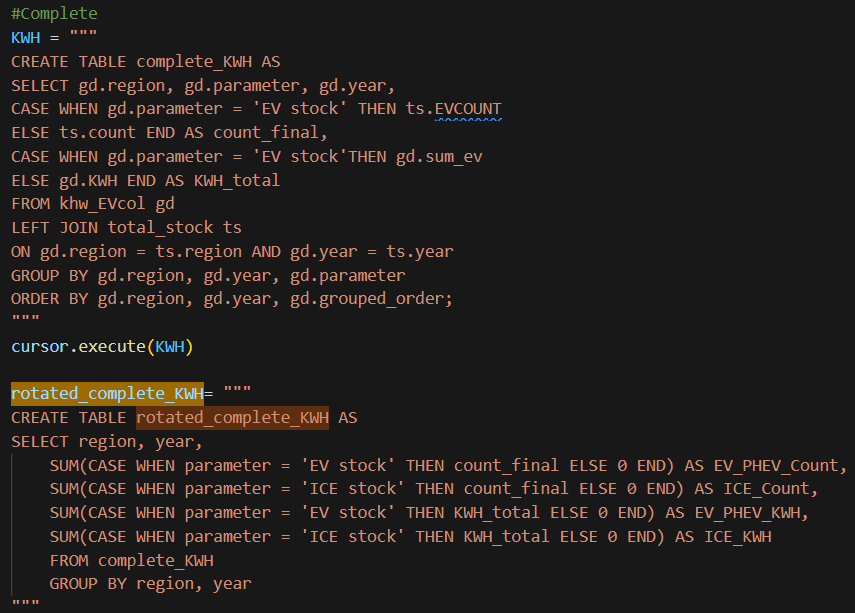 #Complete
KWH = """
CREATE TABLE complete_KWH AS
SELECT gd.region, gd.parameter, gd.year,
CASE WHEN gd.parameter = 'EV stock' THEN ts.EVCOUNT
ELSE ts.count END AS count_final,
CASE WHEN gd.parameter = 'EV stock'THEN gd.sum_ev
ELSE gd.KWH END AS KWH_total
FROM khw_EVcol gd
LEFT JOIN total_stock ts
ON gd.region = ts.region AND gd.year = ts.year
GROUP BY gd.region, gd.year, gd.parameter
ORDER BY gd.region, gd.year, gd.grouped_order;
"""
cursor.execute(KWH)
rotated_complete_KWH= """
CREATE TABLE rotated_complete_KWH AS
SELECT region, year,
    SUM(CASE WHEN parameter = 'EV stock' THEN count_final ELSE 0 END) AS EV_PHEV_Count,
    SUM(CASE WHEN parameter = 'ICE stock' THEN count_final ELSE 0 END) AS ICE_Count,
    SUM(CASE WHEN parameter = 'EV stock' THEN KWH_total ELSE 0 END) AS EV_PHEV_KWH,
    SUM(CASE WHEN parameter = 'ICE stock' THEN KWH_total ELSE 0 END) AS ICE_KWH
    FROM complete_KWH
    GROUP BY region, year
"""